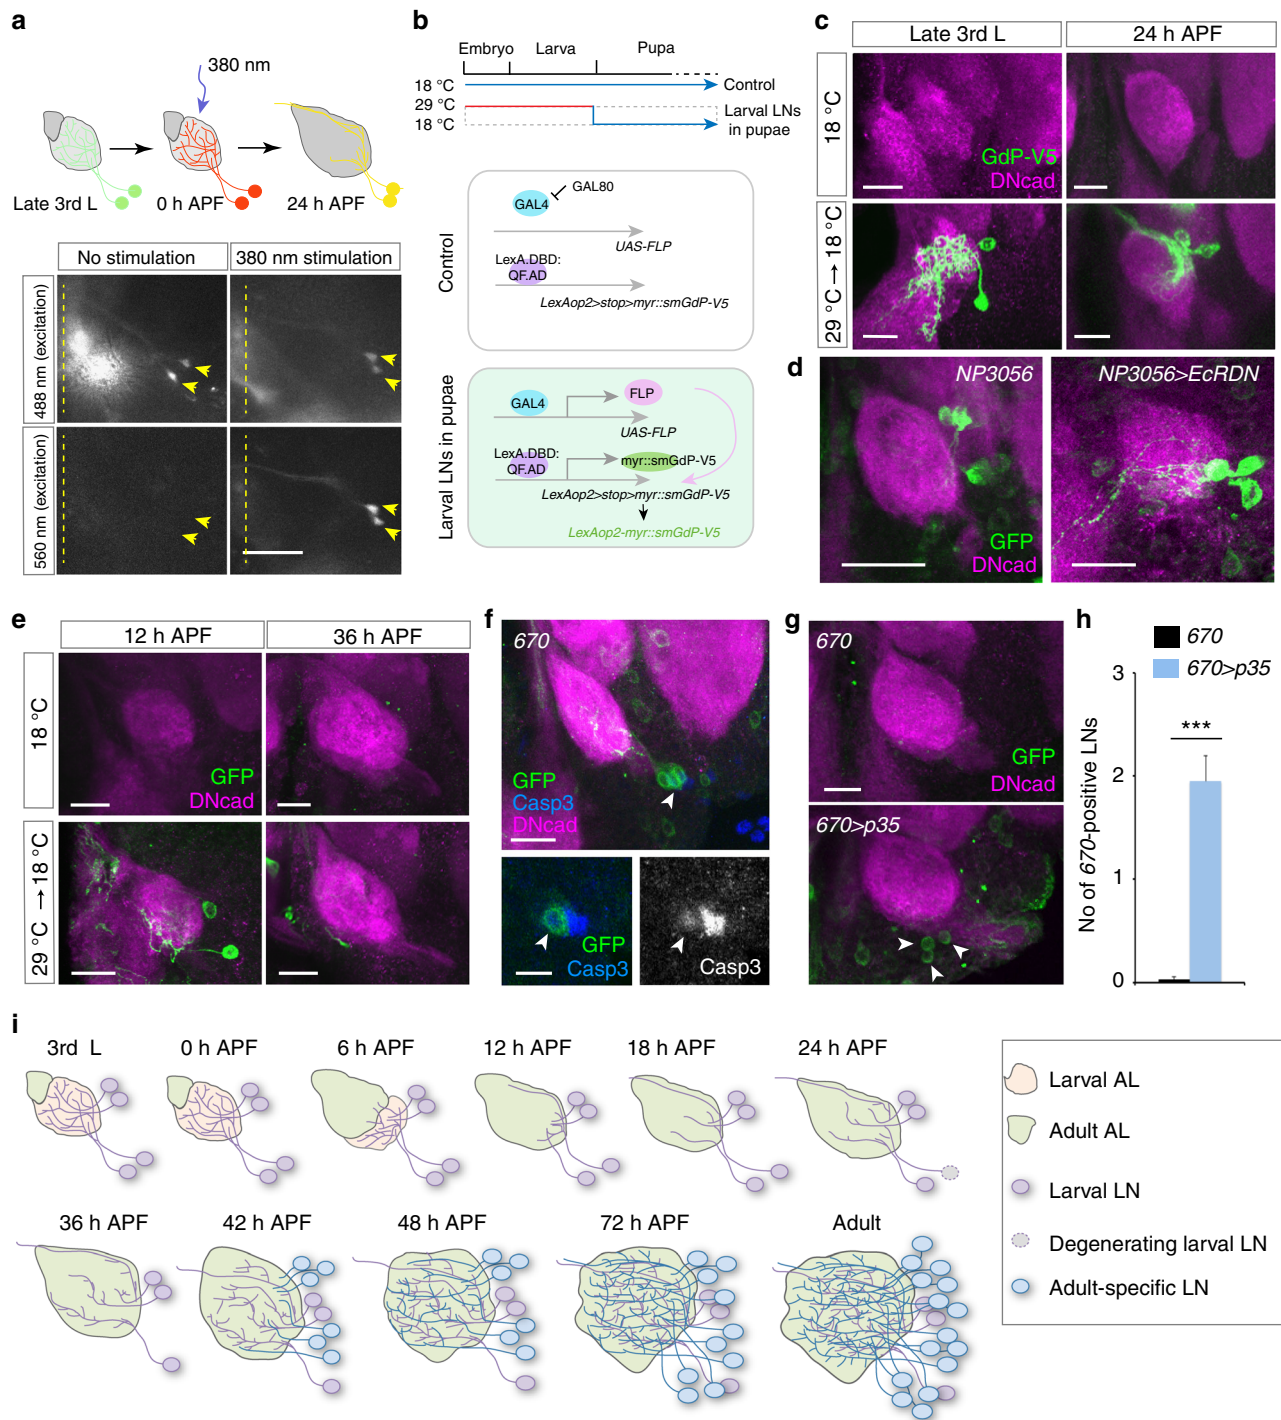 a
380 nm
Late 3rd L
0 h APF
24 h APF
No stimulation
380 nm stimulation
488 nm (excitation)
560 nm (excitation)
b
Embryo
Larva
Pupa
18 °C
Control
29 °C
18 °C
Larval LNs
in pupae
Control
GAL80
GAL4
UAS-FLP
LexA.DBD:
QF.AD
LexAop2>stop>myr::smGdP-V5
Larval LNs in pupae
GAL4
FLP
UAS-FLP
LexA.DBD:
QF.AD
myr::smGdP-V5
LexAop2>stop>myr::smGdP-V5
LexAop2-myr::smGdP-V5
c
Late 3rd L
24 h APF
18 °C
GdP-V5
DNcad
29 °C → 18 °C
d
NP3056
GFP
DNcad
NP3056>EcRDN
e
12 h APF
36 h APF
18 °C
GFP
DNcad
29 °C → 18 °C
f
670
GFP
Casp3
DNcad
GFP
Casp3
Casp3
g
670
GFP
DNcad
670>p35
h
670
670>p35
No of 670-positive LNs
3
2
1
0
***
i
3rd L
0 h APF
6 h APF
12 h APF
18 h APF
24 h APF
36 h APF
42 h APF
48 h APF
72 h APF
Adult
Larval AL
Adult AL
Larval LN
Degenerating larval LN
Adult-specific LN